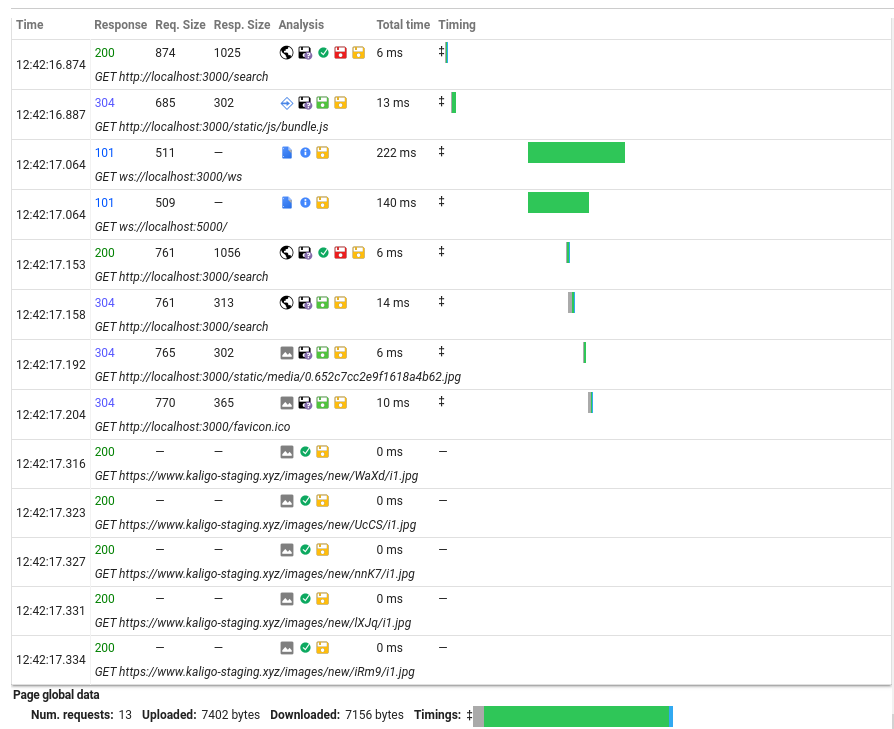 Time Response Req. Size Resp. Size Analysis Total time Timing
12:42:16.874 200 874 1025 6 ms ‡
GET http://localhost:3000/search
12:42:16.887 304 685 302 13 ms ‡
GET http://localhost:3000/static/js/bundle.js
12:42:17.064 101 511 — 222 ms ‡
GET ws://localhost:3000/ws
12:42:17.064 101 509 — 140 ms ‡
GET ws://localhost:5000/
12:42:17.153 200 761 1056 6 ms ‡
GET http://localhost:3000/search
12:42:17.158 304 761 313 14 ms ‡
GET http://localhost:3000/search
12:42:17.192 304 765 302 6 ms ‡
GET http://localhost:3000/static/media/0.652c7cc2e9f1618a4b62.jpg
12:42:17.204 304 770 365 10 ms ‡
GET http://localhost:3000/favicon.ico
12:42:17.316 200 — — 0 ms —
GET https://www.kaligo-staging.xyz/images/new/WaXd/i1.jpg
12:42:17.323 200 — — 0 ms —
GET https://www.kaligo-staging.xyz/images/new/UcCS/i1.jpg
12:42:17.327 200 — — 0 ms —
GET https://www.kaligo-staging.xyz/images/new/nnK7/i1.jpg
12:42:17.331 200 — — 0 ms —
GET https://www.kaligo-staging.xyz/images/new/lXJq/i1.jpg
12:42:17.334 200 — — 0 ms —
GET https://www.kaligo-staging.xyz/images/new/iRm9/i1.jpg
Page global data
Num. requests: 13 Uploaded: 7402 bytes Downloaded: 7156 bytes Timings: ‡